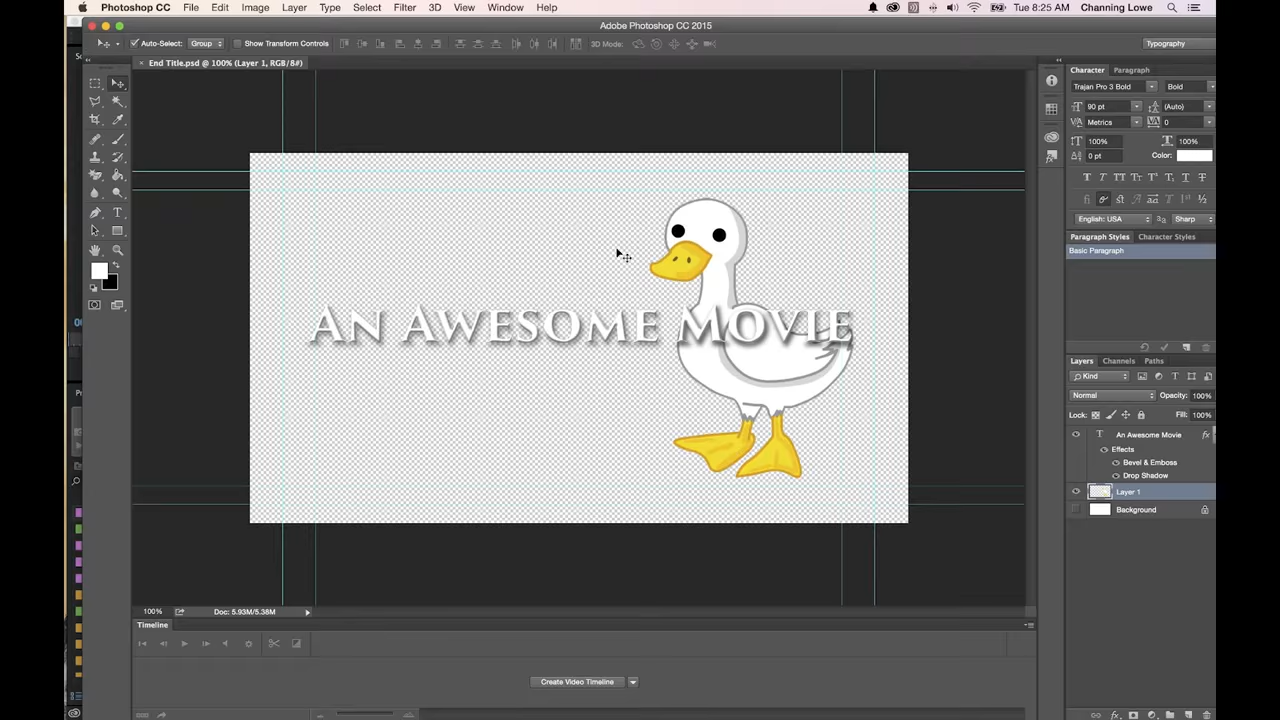 Photoshop CC File Edit Image Layer Type Select Filter 3D View Window Help Tu 8:25 AM Channing Lowe
Adobe Photoshop CC 2015
Auto-Select: Group Show Transform Controls 3D Mode: Typography
× End Title.psd @ 100% (Layer 1, RGB/8#)
Character Paragraph
Trajan Pro 3 Bold Bold
90 pt (Auto)
Metrics 0
100% 100%
0 pt Color:
English: USA Sharp
Paragraph Styles Character Styles
Basic Paragraph
An Awesome Movie
Layers Channels Paths
Kind
Normal Opacity: 100%
Lock: Fill: 100%
An Awesome Movie fx
Effects
Bevel & Emboss
Drop Shadow
Layer 1
Background
100% Doc: 5.93M/5.38M
Timeline
Create Video Timeline